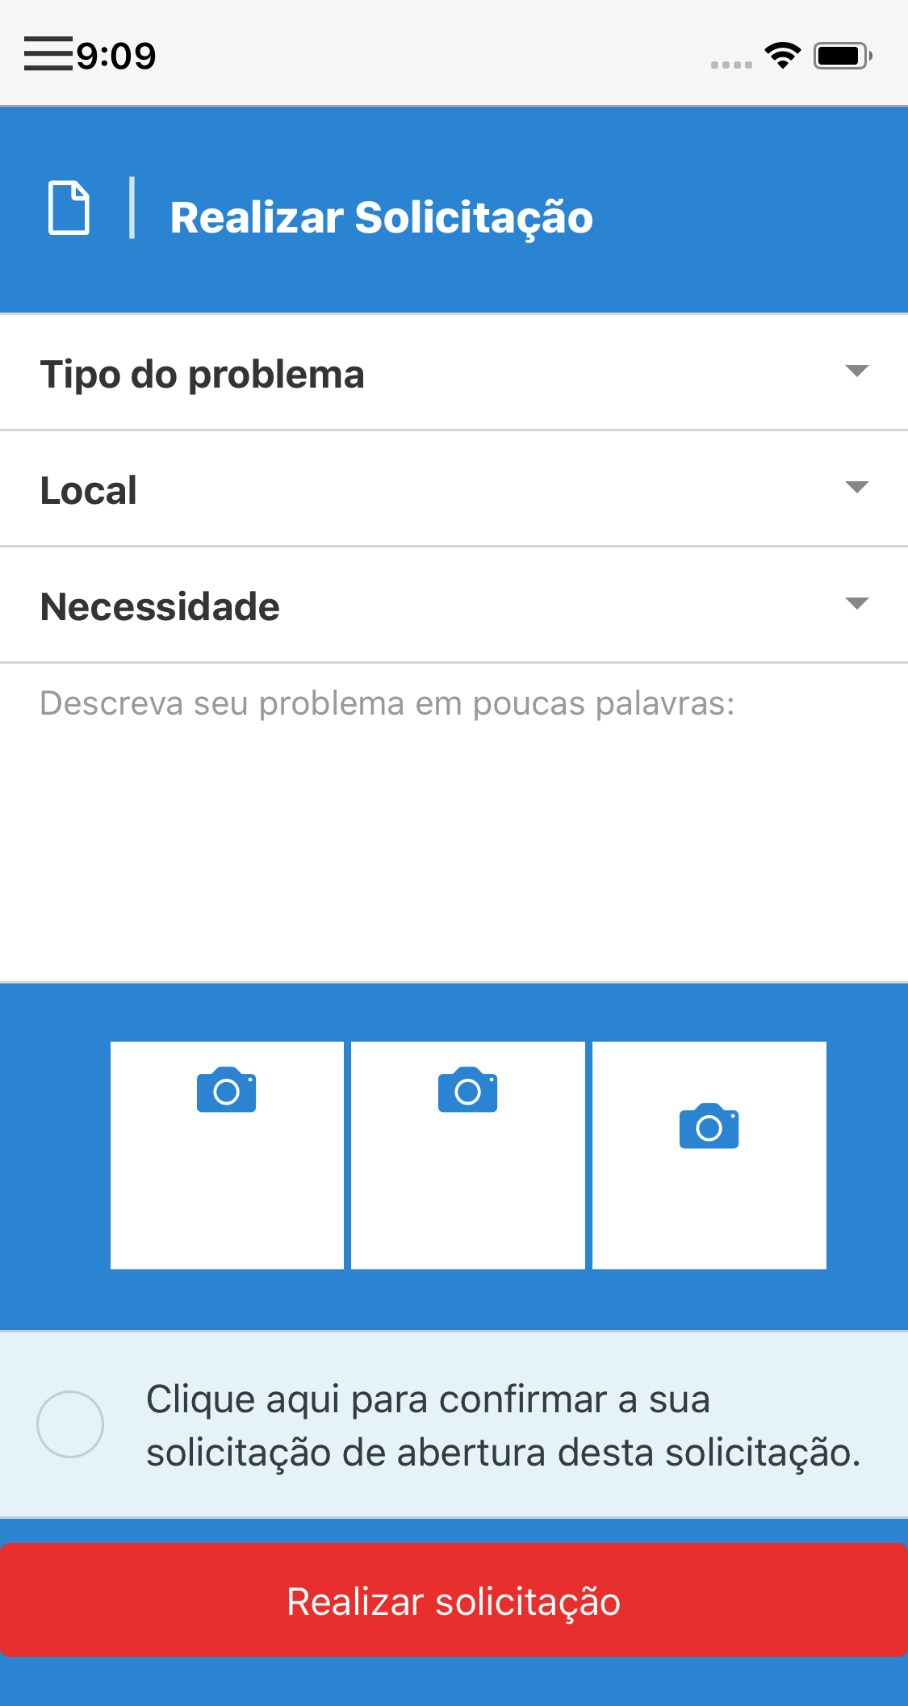 9:09
Realizar Solicitação
Tipo do problema
Local
Necessidade
Descreva seu problema em poucas palavras:
Clique aqui para confirmar a sua
solicitação de abertura desta solicitação.
Realizar solicitação